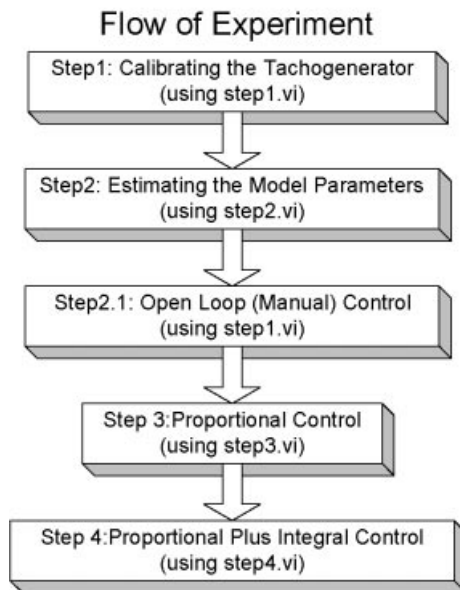 Flow of Experiment
Step1: Calibrating the Tachogenerator
(using step1.vi)
Step2: Estimating the Model Parameters
(using step2.vi)
Step2.1: Open Loop (Manual) Control
(using step1.vi)
Step 3:Proportional Control
(using step3.vi)
Step 4:Proportional Plus Integral Control
(using step4.vi)